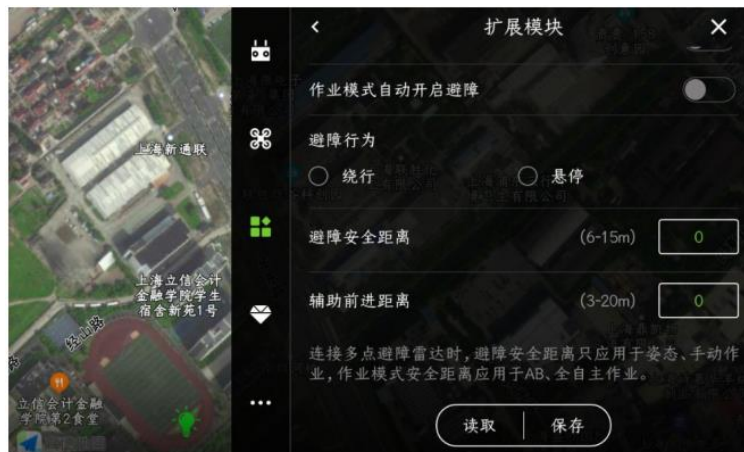 扩展模块
作业模式自动开启避障
避障行为
绕行
悬停
避障安全距离 (6-15m) 0
辅助前进距离 (3-20m) 0
连接多点避障雷达时,避障安全距离只应用于姿态、手动作
业,作业模式安全距离应用于AB、全自主作业。
读取 保存
上海新通联
上海立信会计
金融学院学生
宿舍新苑1号
经山路
立信会计金融
学院第2食堂